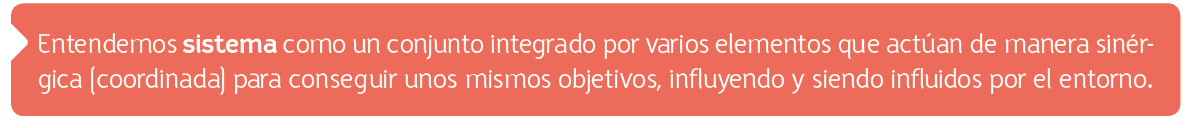 Entendemos sistema como un conjunto integrado por varios elementos que actúan de manera sinér-
gica (coordinada) para conseguir unos mismos objetivos, influyendo y siendo influidos por el entorno.